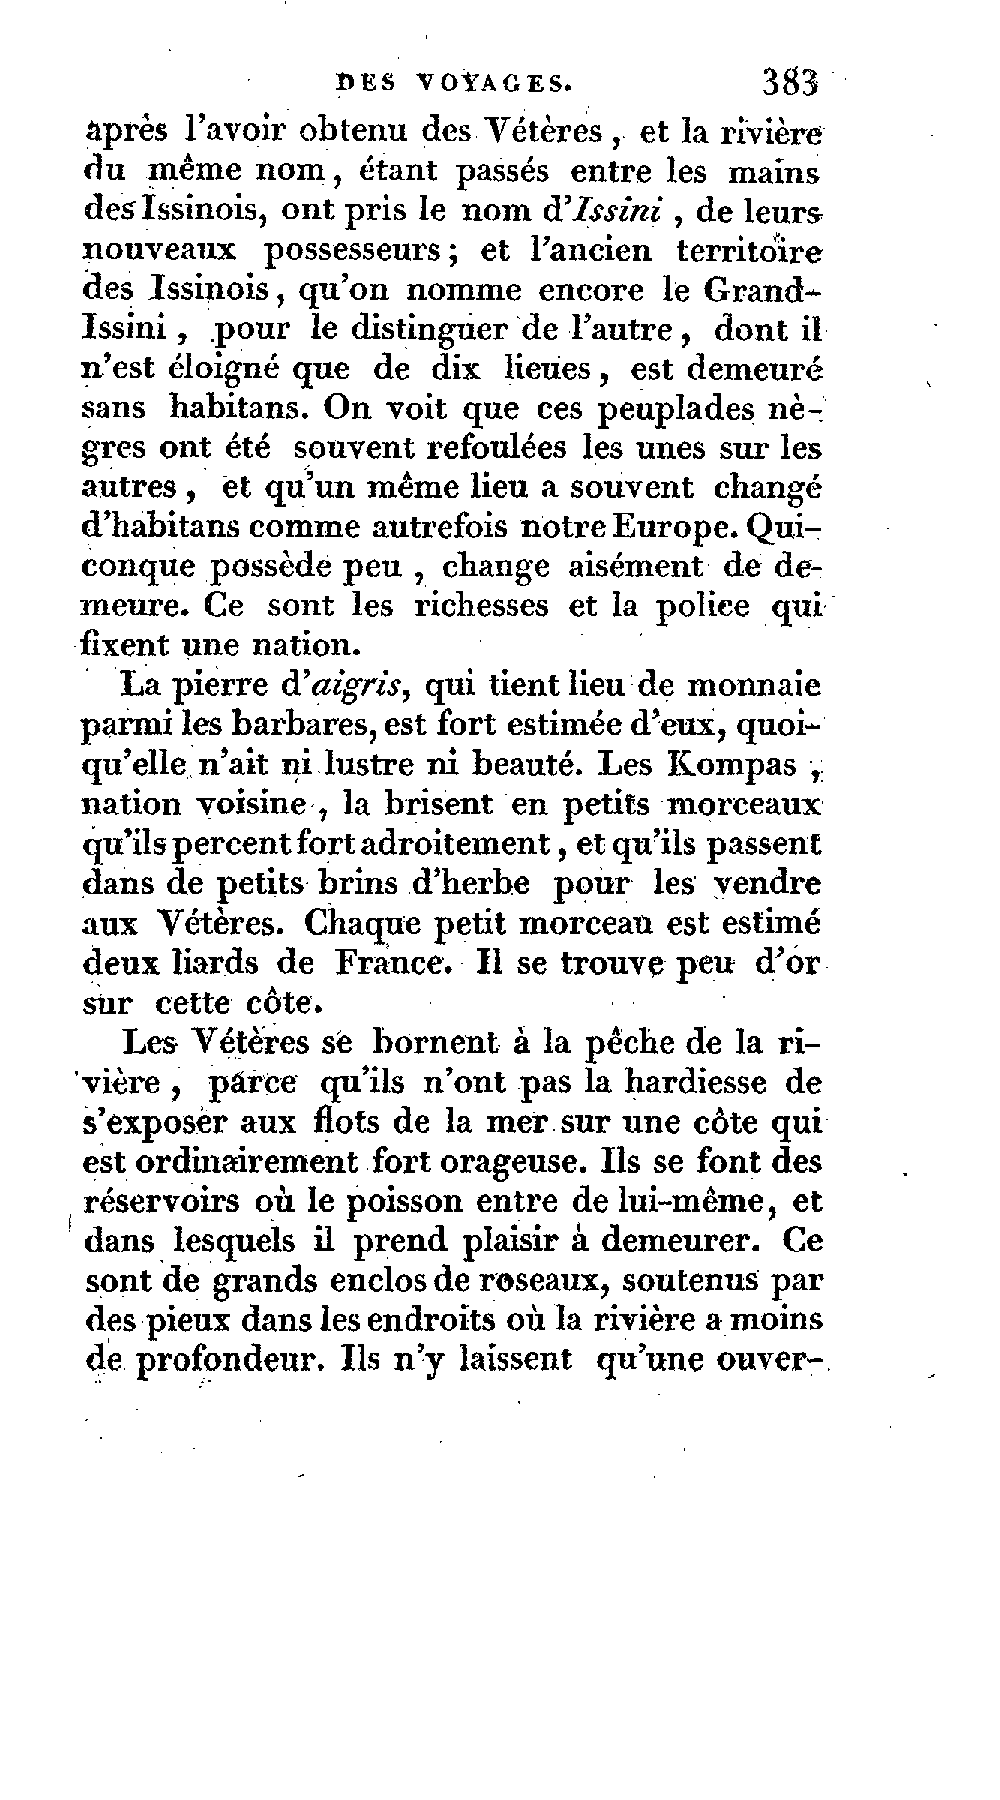 DES VOYAGES. 383
après l'avoir obtenu des Vétères, et la rivière
du même nom, étant passés entre les mains
des Issinois, ont pris le nom d'Issini, de leurs
nouveaux possesseurs; et l'ancien territoire
des Issinois, qu'on nomme encore le Grand-
Issini, pour le distinguer de l'autre, dont il
n'est éloigné que de dix lieues, est demeuré
sans habitans. On voit que ces peuplades nè-
gres ont été souvent refoulées les unes sur les
autres, et qu'un même lieu a souvent changé
d'habitans comme autrefois notre Europe. Qui-
conque possède peu, change aisément de de-
meure. Ce sont les richesses et la police qui
fixent une nation.
La pierre d'aigris, qui tient lieu de monnaie
parmi les barbares, est fort estimée d'eux, quoi-
qu'elle n'ait ni lustre ni beauté. Les Kompas,
nation voisine, la brisent en petits morceaux
qu'ils percent fort adroitement, et qu'ils passent
dans de petits brins d'herbe pour les vendre
aux Vétères. Chaque petit morceau est estimé
deux liards de France. Il se trouve peu d'or
sur cette côte.
Les Vétères se bornent à la pêche de la ri-
vière, parce qu'ils n'ont pas la hardiesse de
s'exposer aux flots de la mer sur une côte qui
est ordinairement fort orageuse. Ils se font des
réservoirs où le poisson entre de lui-même, et
dans lesquels il prend plaisir à demeurer. Ce
sont de grands enclos de roseaux, soutenus par
des pieux dans les endroits où la rivière a moins
de profondeur. Ils n'y laissent qu'une ouver-